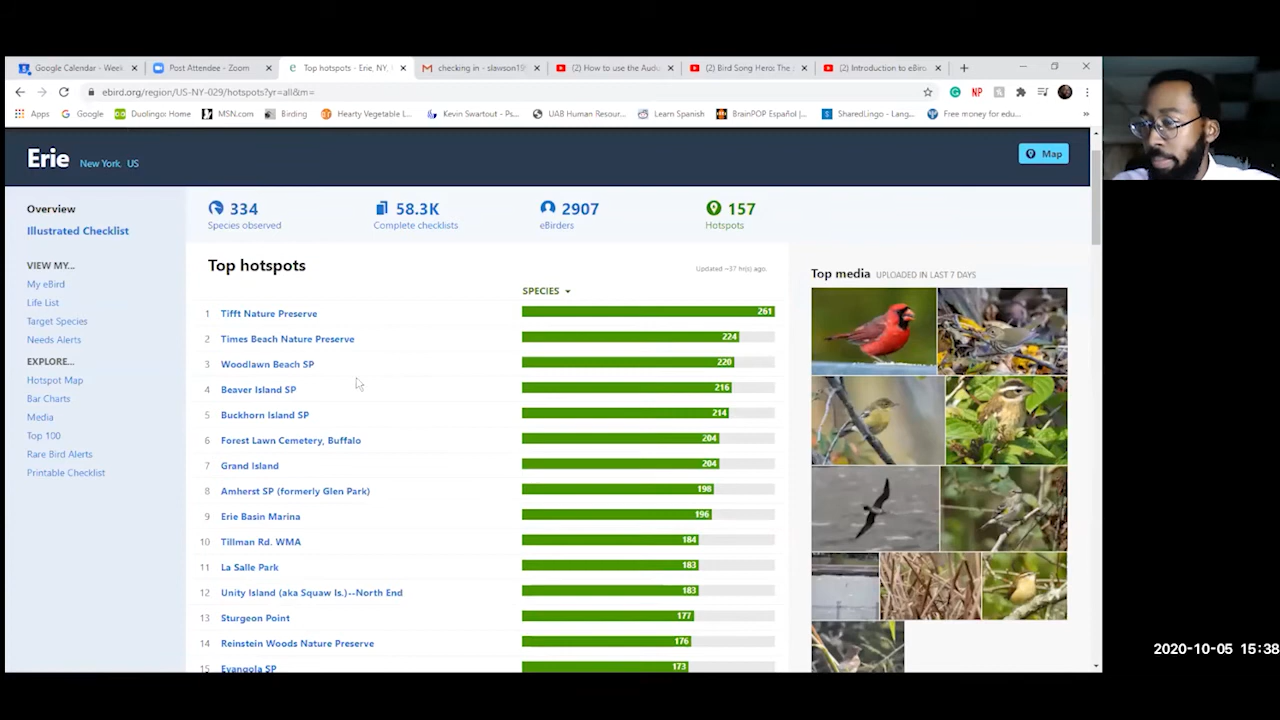 Google Calendar - Week
Post Attendee - Zoom
Top hotspots - Erie, NY,
checking in - slawson19
(2) How to use the Audu
(2) Bird Song Hero: The
(2) Introduction to eBird
ebird.org/region/US-NY-029/hotspots?yr=all&m=
NP
Apps
Google
Duolingo: Home
MSN.com
Birding
Hearty Vegetable L...
Kevin Swartout - Ps...
UAB Human Resour...
Learn Spanish
BrainPOP Español |...
SharedLingo - Lang...
Free money for edu...
»
Erie New York, US
Map
Overview
Illustrated Checklist
VIEW MY...
My eBird
Life List
Target Species
Needs Alerts
EXPLORE...
Hotspot Map
Bar Charts
Media
Top 100
Rare Bird Alerts
Printable Checklist
334
Species observed
58.3K
Complete checklists
2907
eBirders
157
Hotspots
Top hotspots
Updated ~37 hr(s) ago.
SPECIES
1 Tifft Nature Preserve 261
2 Times Beach Nature Preserve 224
3 Woodlawn Beach SP 220
4 Beaver Island SP 216
5 Buckhorn Island SP 214
6 Forest Lawn Cemetery, Buffalo 204
7 Grand Island 204
8 Amherst SP (formerly Glen Park) 198
9 Erie Basin Marina 196
10 Tillman Rd. WMA 184
11 La Salle Park 183
12 Unity Island (aka Squaw Is.)--North End 183
13 Sturgeon Point 177
14 Reinstein Woods Nature Preserve 176
15 Evangola SP 173
Top media UPLOADED IN LAST 7 DAYS
2020-10-05 15:38